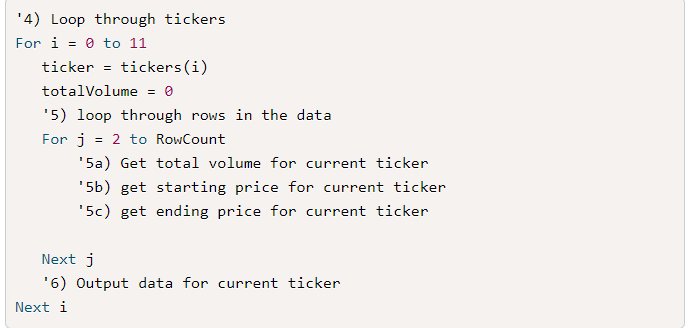 '4) Loop through tickers
For i = 0 to 11
   ticker = tickers(i)
   totalVolume = 0
   '5) loop through rows in the data
   For j = 2 to RowCount
       '5a) Get total volume for current ticker
       '5b) get starting price for current ticker
       '5c) get ending price for current ticker

   Next j
   '6) Output data for current ticker
Next i